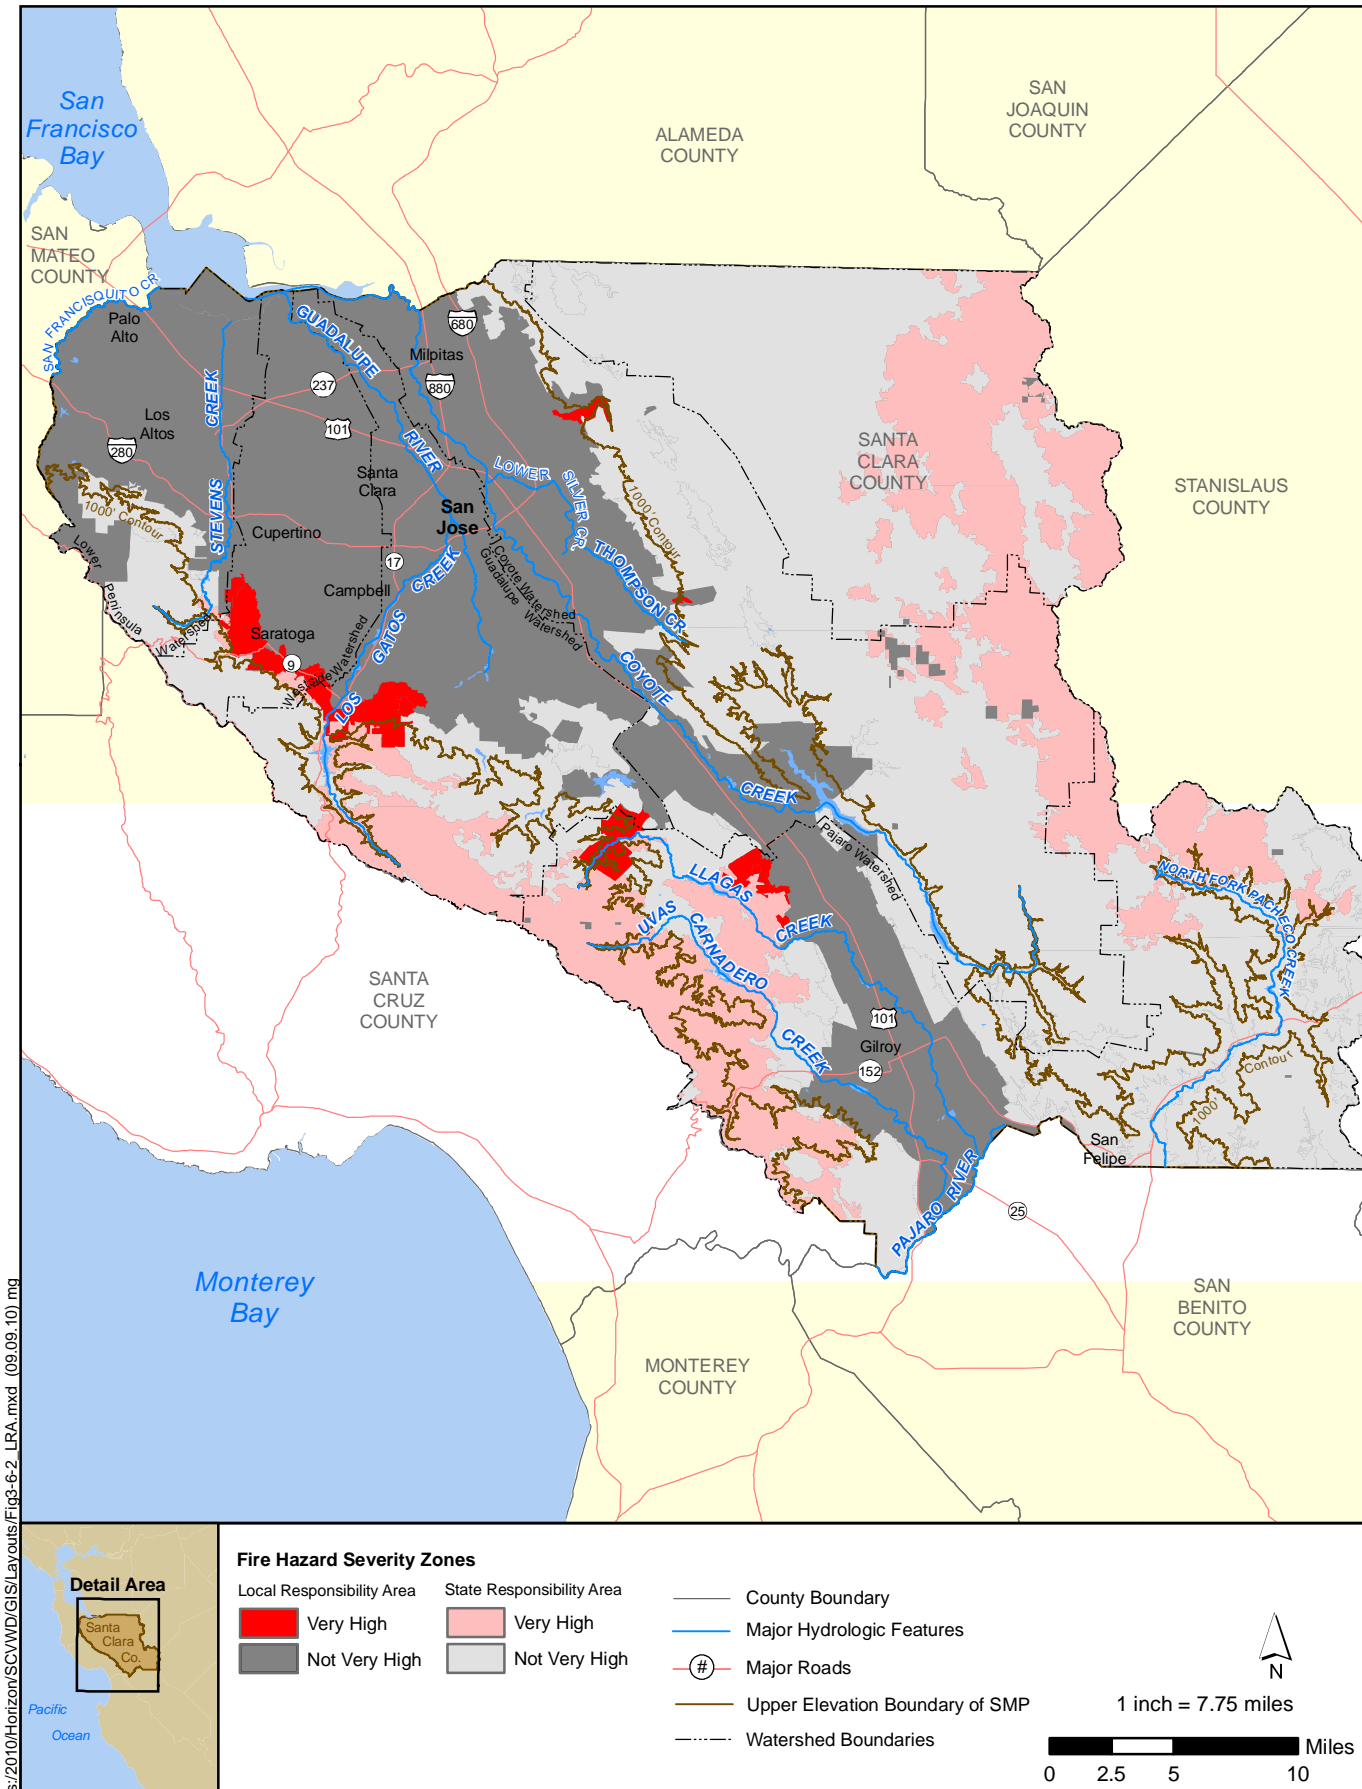 San
Francisco
Bay
SAN
JOAQUIN
COUNTY
ALAMEDA
COUNTY
SAN
MATEO
COUNTY
SAN FRANCISQUITO CR
Palo
Alto
GUADALUPE
RIVER
680
Milpitas
880
237
101
Los
Altos
280
STEVENS
CREEK
1000' Contour
Santa
Clara
San
Jose
LOWER
SILVER CR
1000' Contour
SANTA
CLARA
COUNTY
STANISLAUS
COUNTY
Cupertino
17
Campbell
Coyote Watershed
Guadalupe
Watershed
THOMPSON CR
Lower
Peninsula
Watershed
Saratoga
9
Westside Watershed
LOS
GATOS
CREEK
COYOTE
CREEK
Pajaro Watershed
LLAGAS
CREEK
UVAS
CARNADERO
CREEK
NORTH FORK PACHECO CREEK
SANTA
CRUZ
COUNTY
101
Gilroy
152
1000'
Contour
San
Felipe
PAJARO RIVER
25
Monterey
Bay
SAN
BENITO
COUNTY
MONTEREY
COUNTY
s:/2010/Horizon/SCVWD/GIS/Layouts/Fig3-6-2_LRA.mxd (09.09.10) mg
Detail Area
Santa
Clara
Co.
Pacific
Ocean
Fire Hazard Severity Zones
Local Responsibility Area
Very High
Not Very High
State Responsibility Area
Very High
Not Very High
County Boundary
Major Hydrologic Features
# Major Roads
Upper Elevation Boundary of SMP
Watershed Boundaries
N
1 inch = 7.75 miles
Miles
0 2.5 5 10